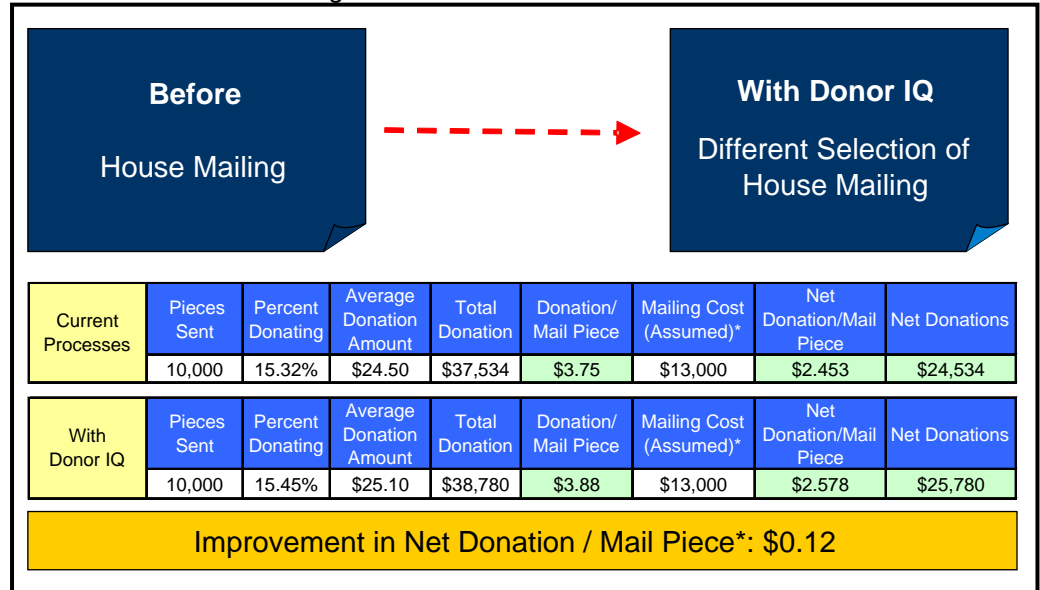 Before
House Mailing
With Donor IQ
Different Selection of
House Mailing
Current
Processes
Pieces
Sent
Percent
Donating
Average
Donation
Amount
Total
Donation
Donation/
Mail Piece
Mailing Cost
(Assumed)*
Net
Donation/Mail
Piece
Net Donations
10,000 15.32% $24.50 $37,534 $3.75 $13,000 $2.453 $24,534
With
Donor IQ
Pieces
Sent
Percent
Donating
Average
Donation
Amount
Total
Donation
Donation/
Mail Piece
Mailing Cost
(Assumed)*
Net
Donation/Mail
Piece
Net Donations
10,000 15.45% $25.10 $38,780 $3.88 $13,000 $2.578 $25,780
Improvement in Net Donation / Mail Piece*: $0.12